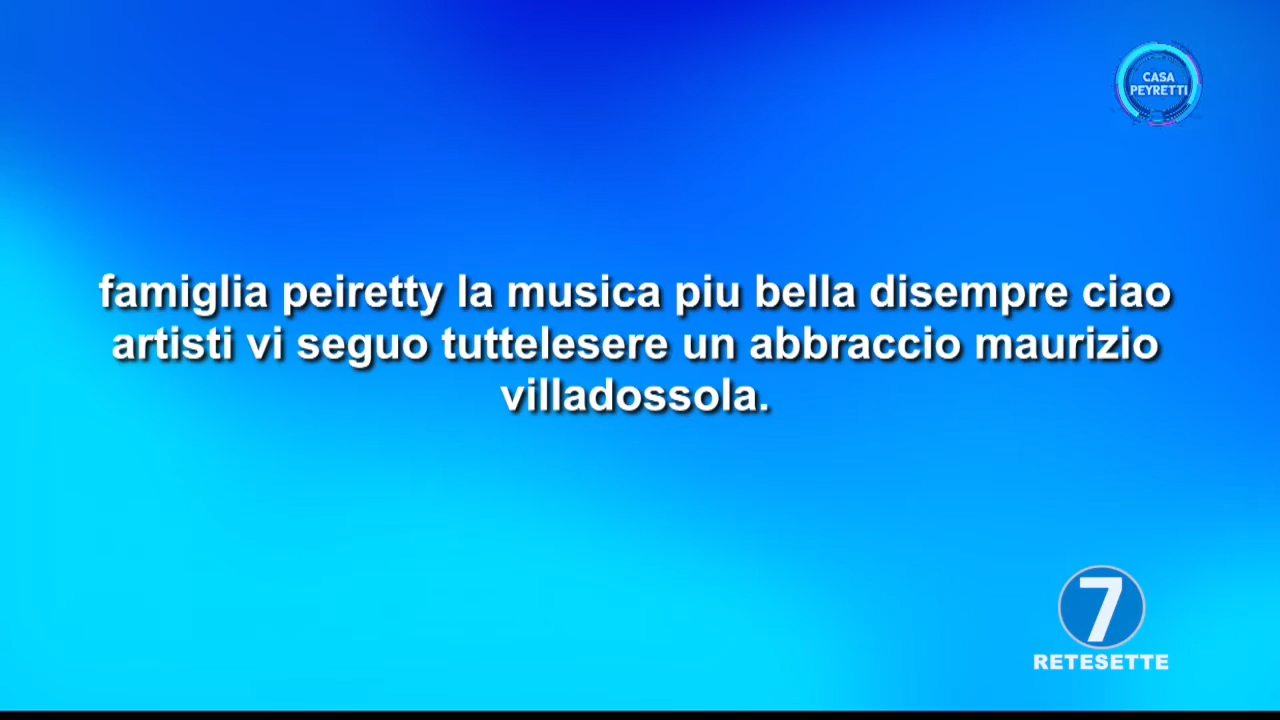 CASA
PEYRETTI
famiglia peiretty la musica piu bella disempre ciao
artisti vi seguo tuttelesere un abbraccio maurizio
villadossola.
7
RETESETTE